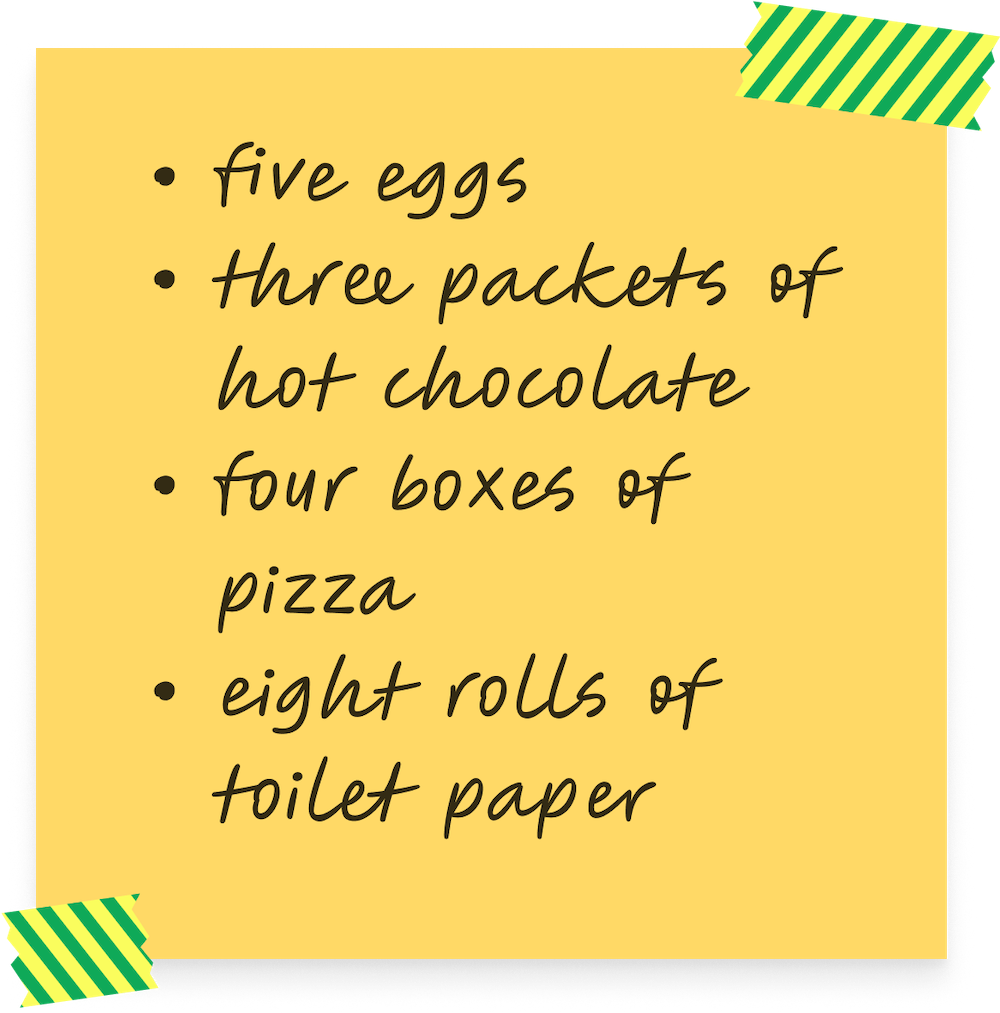 • five eggs
• three packets of
hot chocolate
• four boxes of
pizza
• eight rolls of
toilet paper